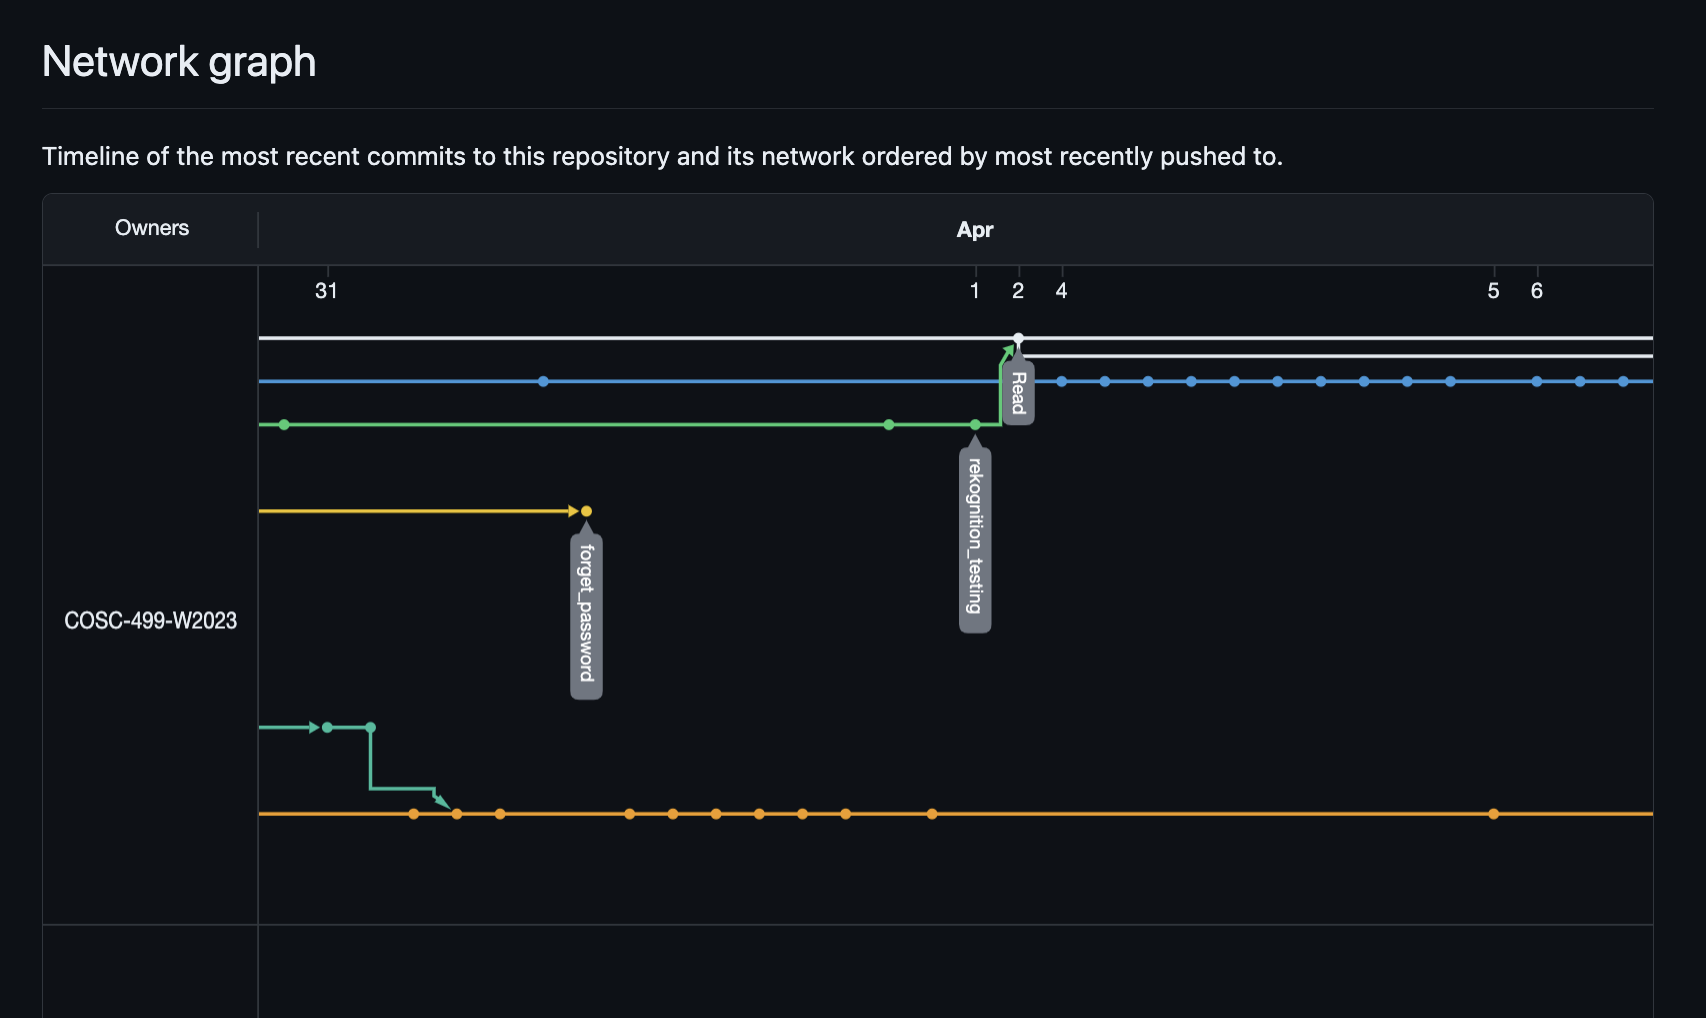 Network graph
Timeline of the most recent commits to this repository and its network ordered by most recently pushed to.
Owners
Apr
31
1
2
4
5
6
Read
rekognition_testing
forget_password
COSC-499-W2023